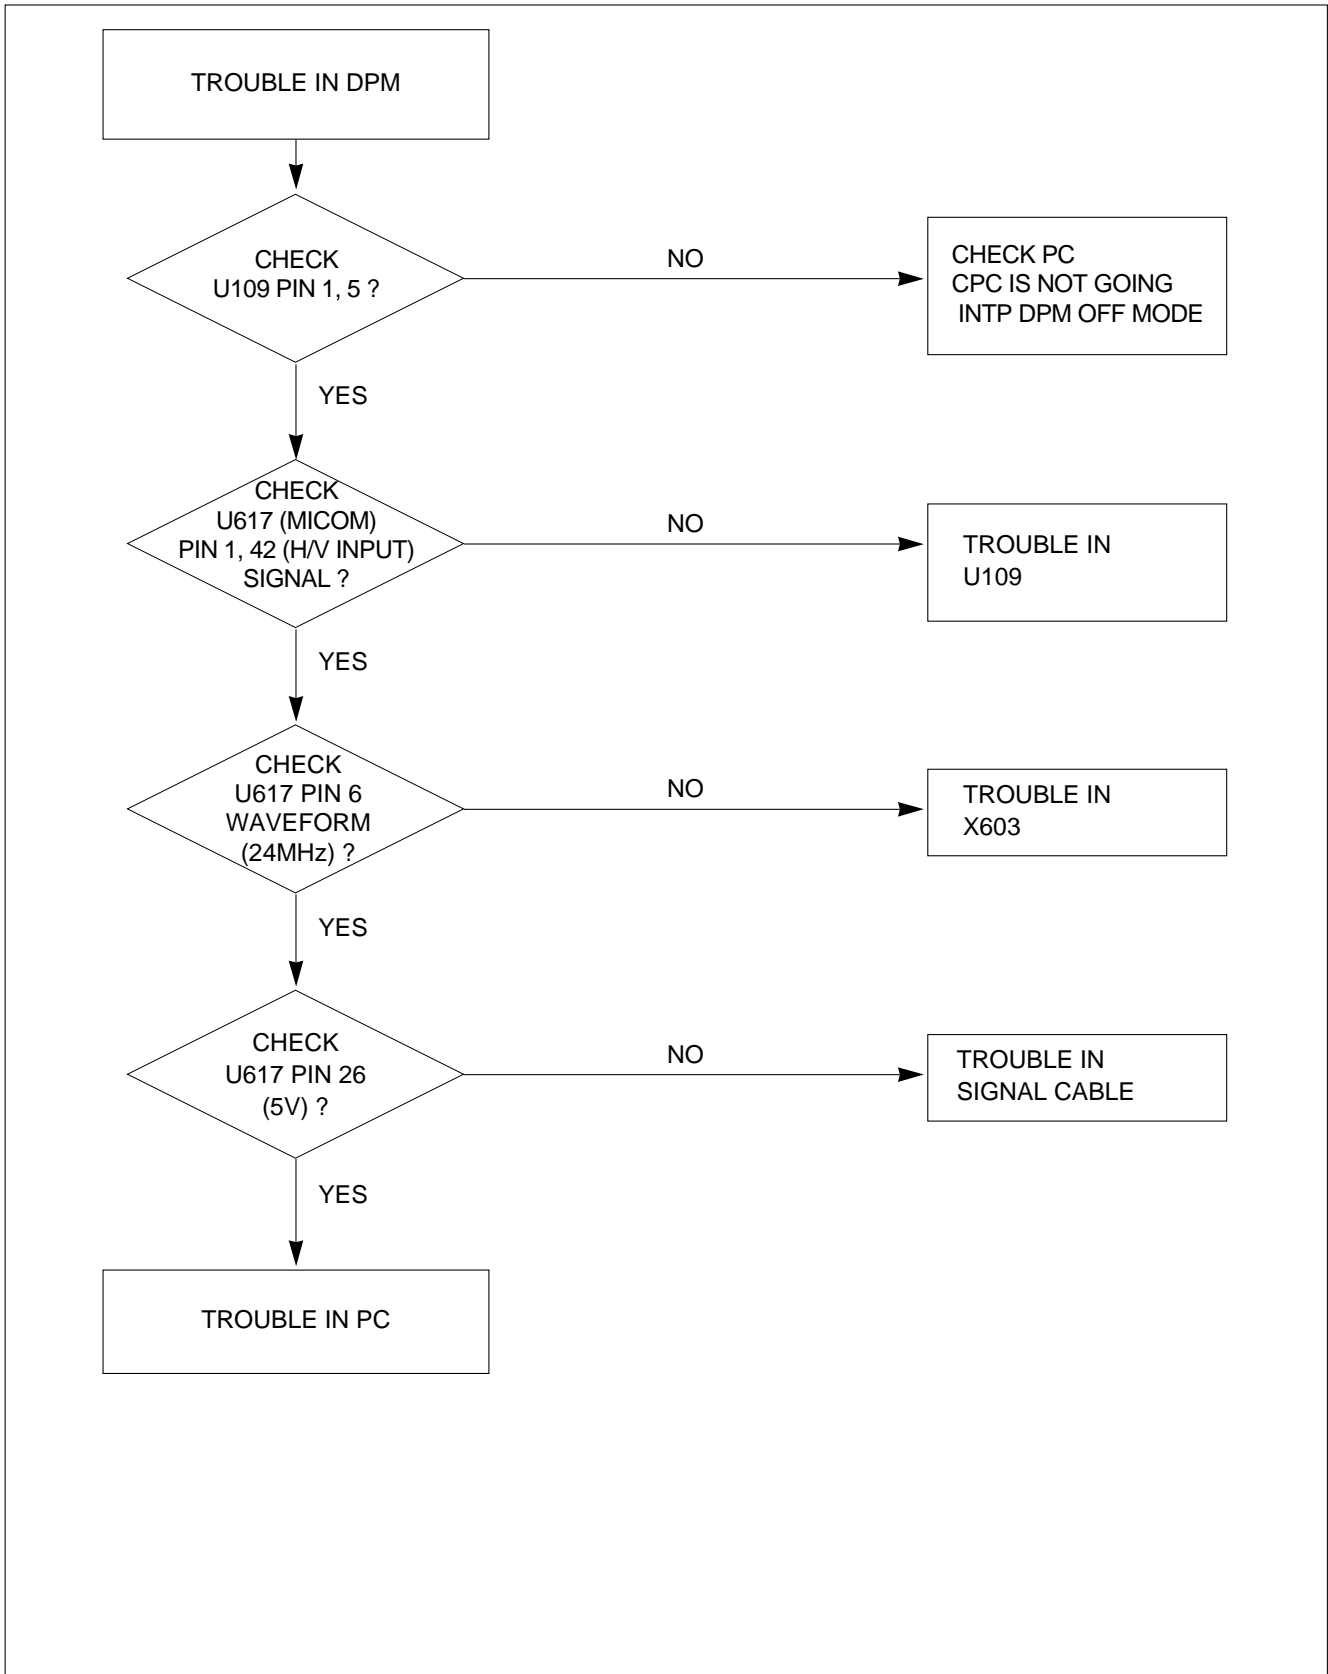 TROUBLE IN DPM
CHECK
U109 PIN 1, 5 ?
NO
CHECK PC
CPC IS NOT GOING
INTP DPM OFF MODE
YES
CHECK
U617 (MICOM)
PIN 1, 42 (H/V INPUT)
SIGNAL ?
NO
TROUBLE IN
U109
YES
CHECK
U617 PIN 6
WAVEFORM
(24MHz) ?
NO
TROUBLE IN
X603
YES
CHECK
U617 PIN 26
(5V) ?
NO
TROUBLE IN
SIGNAL CABLE
YES
TROUBLE IN PC